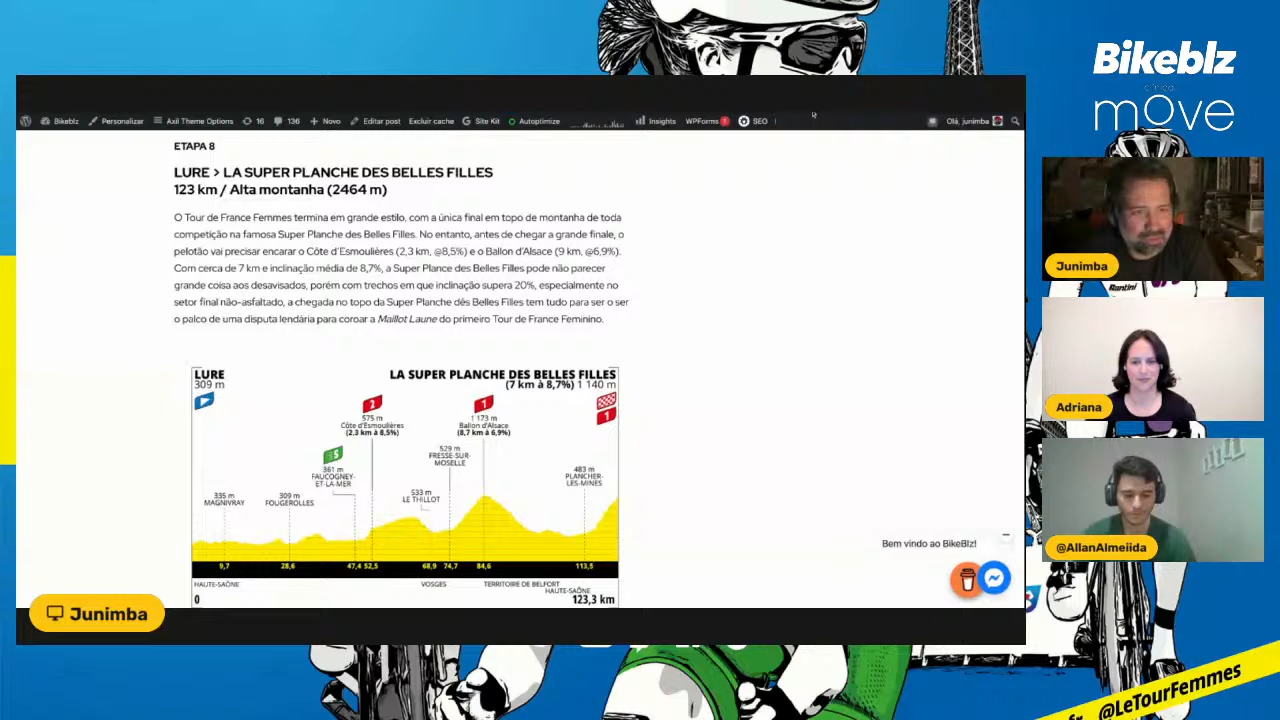 Bikeblz
clínica
move
Bikeblz
Personalizar
Axil Theme Options
16
136
Novo
Editar post
Excluir cache
Site Kit
Autoptimize
Insights
WPForms
1
SEO
Olá, junimba
ETAPA 8
LURE > LA SUPER PLANCHE DES BELLES FILLES
123 km / Alta montanha (2464 m)
O Tour de France Femmes termina em grande estilo, com a única final em topo de montanha de toda
competição na famosa Super Planche des Belles Filles. No entanto, antes de chegar a grande finale, o
pelotão vai precisar encarar o Côte d'Esmoulières (2,3 km, @8,5%) e o Ballon d'Alsace (9 km, @6,9%).
Com cerca de 7 km e inclinação média de 8,7%, a Super Plance des Belles Filles pode não parecer
grande coisa aos desavisados, porém com trechos em que inclinação supera 20%, especialmente no
setor final não-asfaltado, a chegada no topo da Super Planche dês Belles Filles tem tudo para ser o ser
o palco de uma disputa lendária para coroar a Maillot Laune do primeiro Tour de France Feminino.
LURE
309 m
LA SUPER PLANCHE DES BELLES FILLES
(7 km à 8,7%) 1 140 m
2
575 m
Côte d'Esmoulières
(2.3 km à 8,5%)
1
1 173 m
Ballon d'Alsace
(8,7 km à 6,9%)
1
S
361 m
FAUCOGNEY-
ET-LA-MER
529 m
FRESSE-SUR-
MOSELLE
483 m
PLANCHER-
LES-MINES
335 m
MAGNIVRAY
309 m
FOUGEROLLES
533 m
LE THILLOT
9,7
28,6
47,4
52,5
68,9
74,7
84,6
113,5
HAUTE-SAÔNE
VOSGES
TERRITOIRE DE BELFORT
HAUTE-SAÔNE
0
123,3 km
Bem vindo ao BikeBlz!
Junimba
Rantini
Adriana
@AllanAlmeiida
Junimba
.fr
@LeTourFemmes